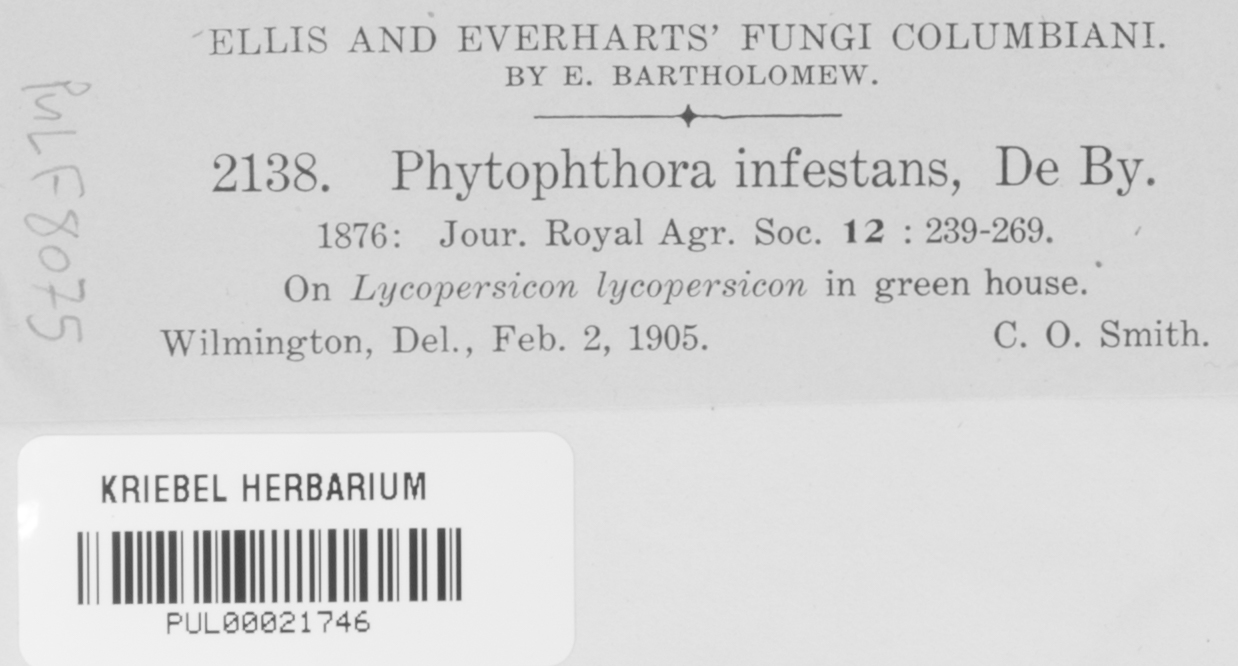 ELLIS AND EVERHARTS' FUNGI COLUMBIANI.
BY E. BARTHOLOMEW.
2138. Phytophthora infestans, De By.
1876: Jour. Royal Agr. Soc. 12 : 239-269.
On Lycopersicon lycopersicon in green house.
Wilmington, Del., Feb. 2, 1905. C. O. Smith.
PUL F8075
KRIEBEL HERBARIUM
PUL00021746